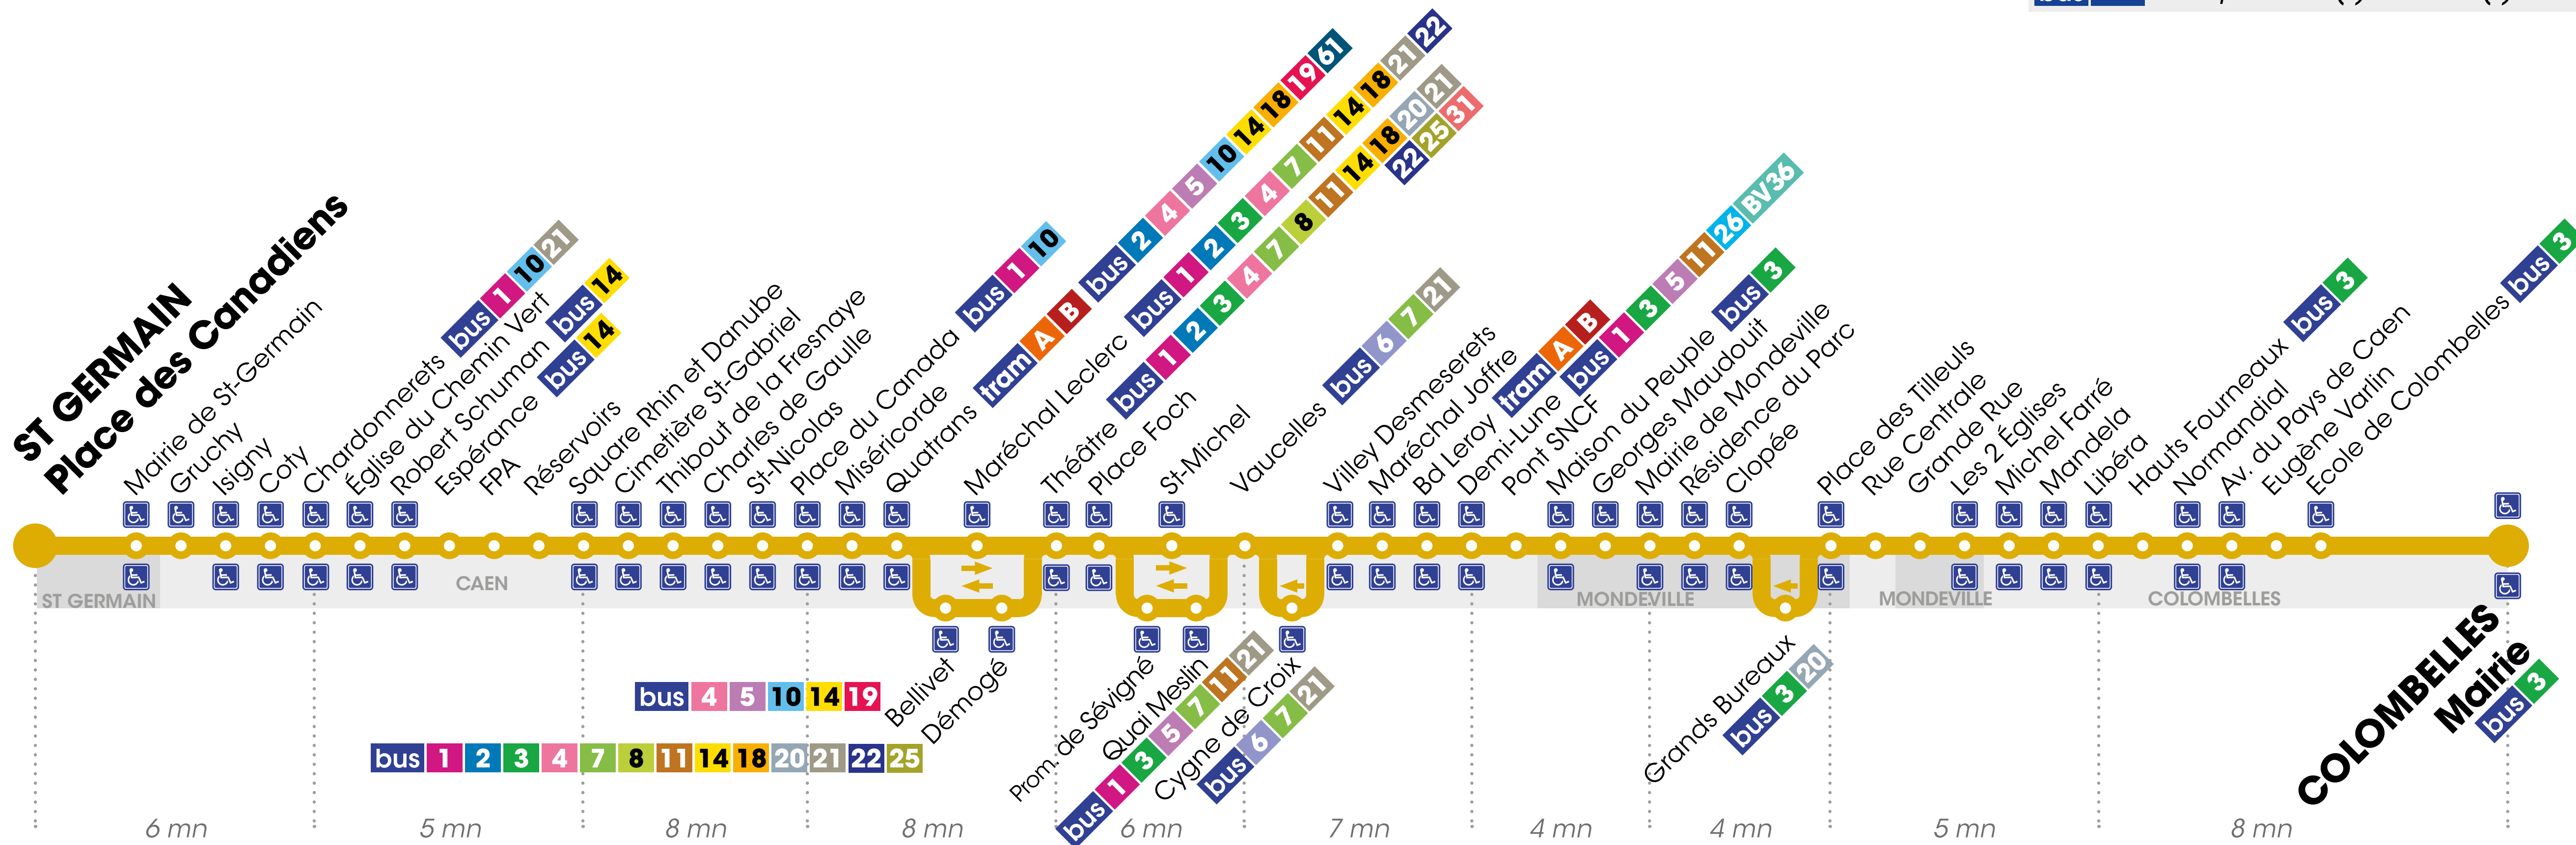 ST GERMAIN
Place des Canadiens
Mairie de St-Germain
Gruchy
Isigny
Coty
Chardonnerets bus 1 10 21
Église du Chemin Vert
Robert Schuman bus 14
Espérance bus 14
FPA
Réservoirs
Square Rhin et Danube
Cimetière St-Gabriel
Thibout de la Fresnaye
Charles de Gaulle
St-Nicolas
Place du Canada bus 1 10
Miséricorde
Quatrans tram A B bus 2 4 5 10 14 18 19 61
Maréchal Leclerc bus 1 2 3 4 7 11 14 18 21 22
Théâtre bus 1 2 3 4 7 8 11 14 18 20 21
22 25 31
Place Foch
St-Michel
Vaucelles bus 6 7 21
Villey Desmeserets
Maréchal Joffre
Bd Leroy tram A B
Demi-Lune bus 1 3 5 11 26 BV36
Pont SNCF
Maison du Peuple bus 3
Georges Maudouit
Mairie de Mondeville
Résidence du Parc
Clopée
Place des Tilleuls
Rue Centrale
Grande Rue
Les 2 Églises
Michel Farré
Mandela
Libéra
Hauts Fourneaux bus 3
Normandial
Av. du Pays de Caen
Eugène Varlin
Ecole de Colombelles bus 3
ST GERMAIN
CAEN
MONDEVILLE
MONDEVILLE
COLOMBELLES
Bellivet
bus 4 5 10 14 19
Démogé
bus 1 2 3 4 7 8 11 14 18 20 21 22 25
Prom. de Sévigné
Quai Meslin
bus 1 3 5 7 11 21
Cygne de Croix
bus 6 7 21
Grands Bureaux
bus 3 20
COLOMBELLES
Mairie
bus 3
6 mn
5 mn
8 mn
8 mn
6 mn
7 mn
4 mn
4 mn
5 mn
8 mn